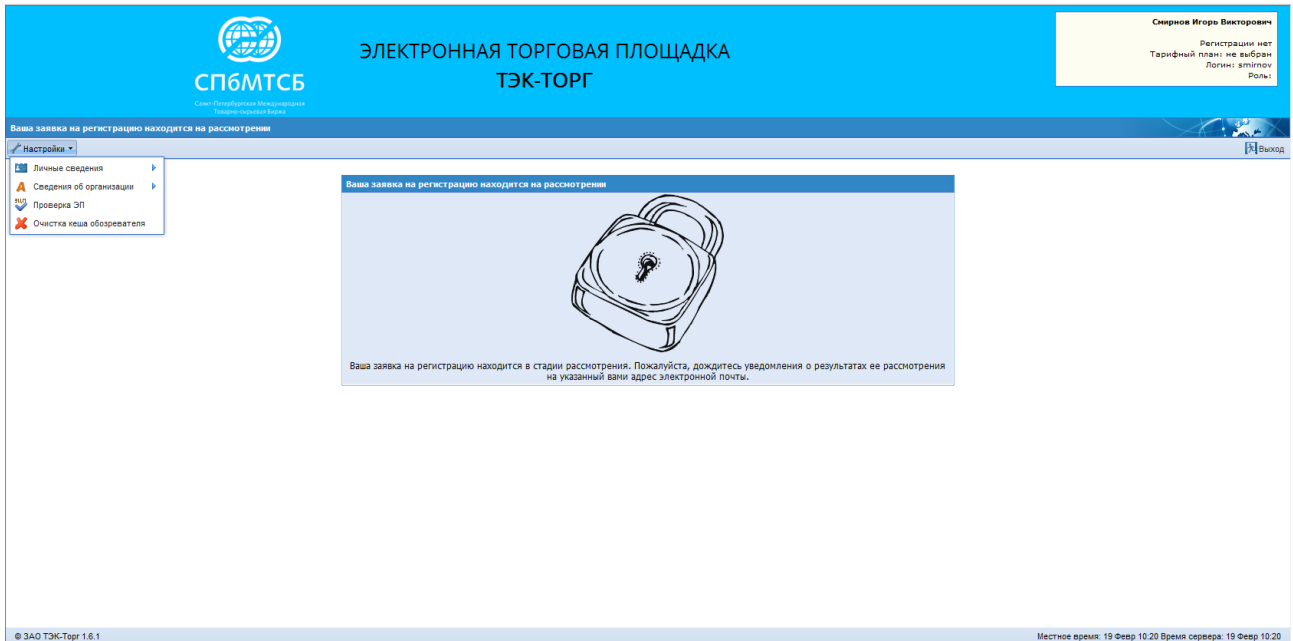 СПбМТСБ
Санкт-Петербургская Международная
Товарно-сырьевая Биржа
ЭЛЕКТРОННАЯ ТОРГОВАЯ ПЛОЩАДКА
ТЭК-ТОРГ
Смирнов Игорь Викторович
Регистрации нет
Тарифный план: не выбран
Логин: smirnov
Роль:
Ваша заявка на регистрацию находится на рассмотрении
Настройки
Выход
Личные сведения
Сведения об организации
Проверка ЭП
Очистка кеша обозревателя
Ваша заявка на регистрацию находится на рассмотрении
Ваша заявка на регистрацию находится в стадии рассмотрения. Пожалуйста, дождитесь уведомления о результатах ее рассмотрения
на указанный вами адрес электронной почты.
© ЗАО ТЭК-Торг 1.6.1
Местное время: 19 Февр 10:20 Время сервера: 19 Февр 10:20